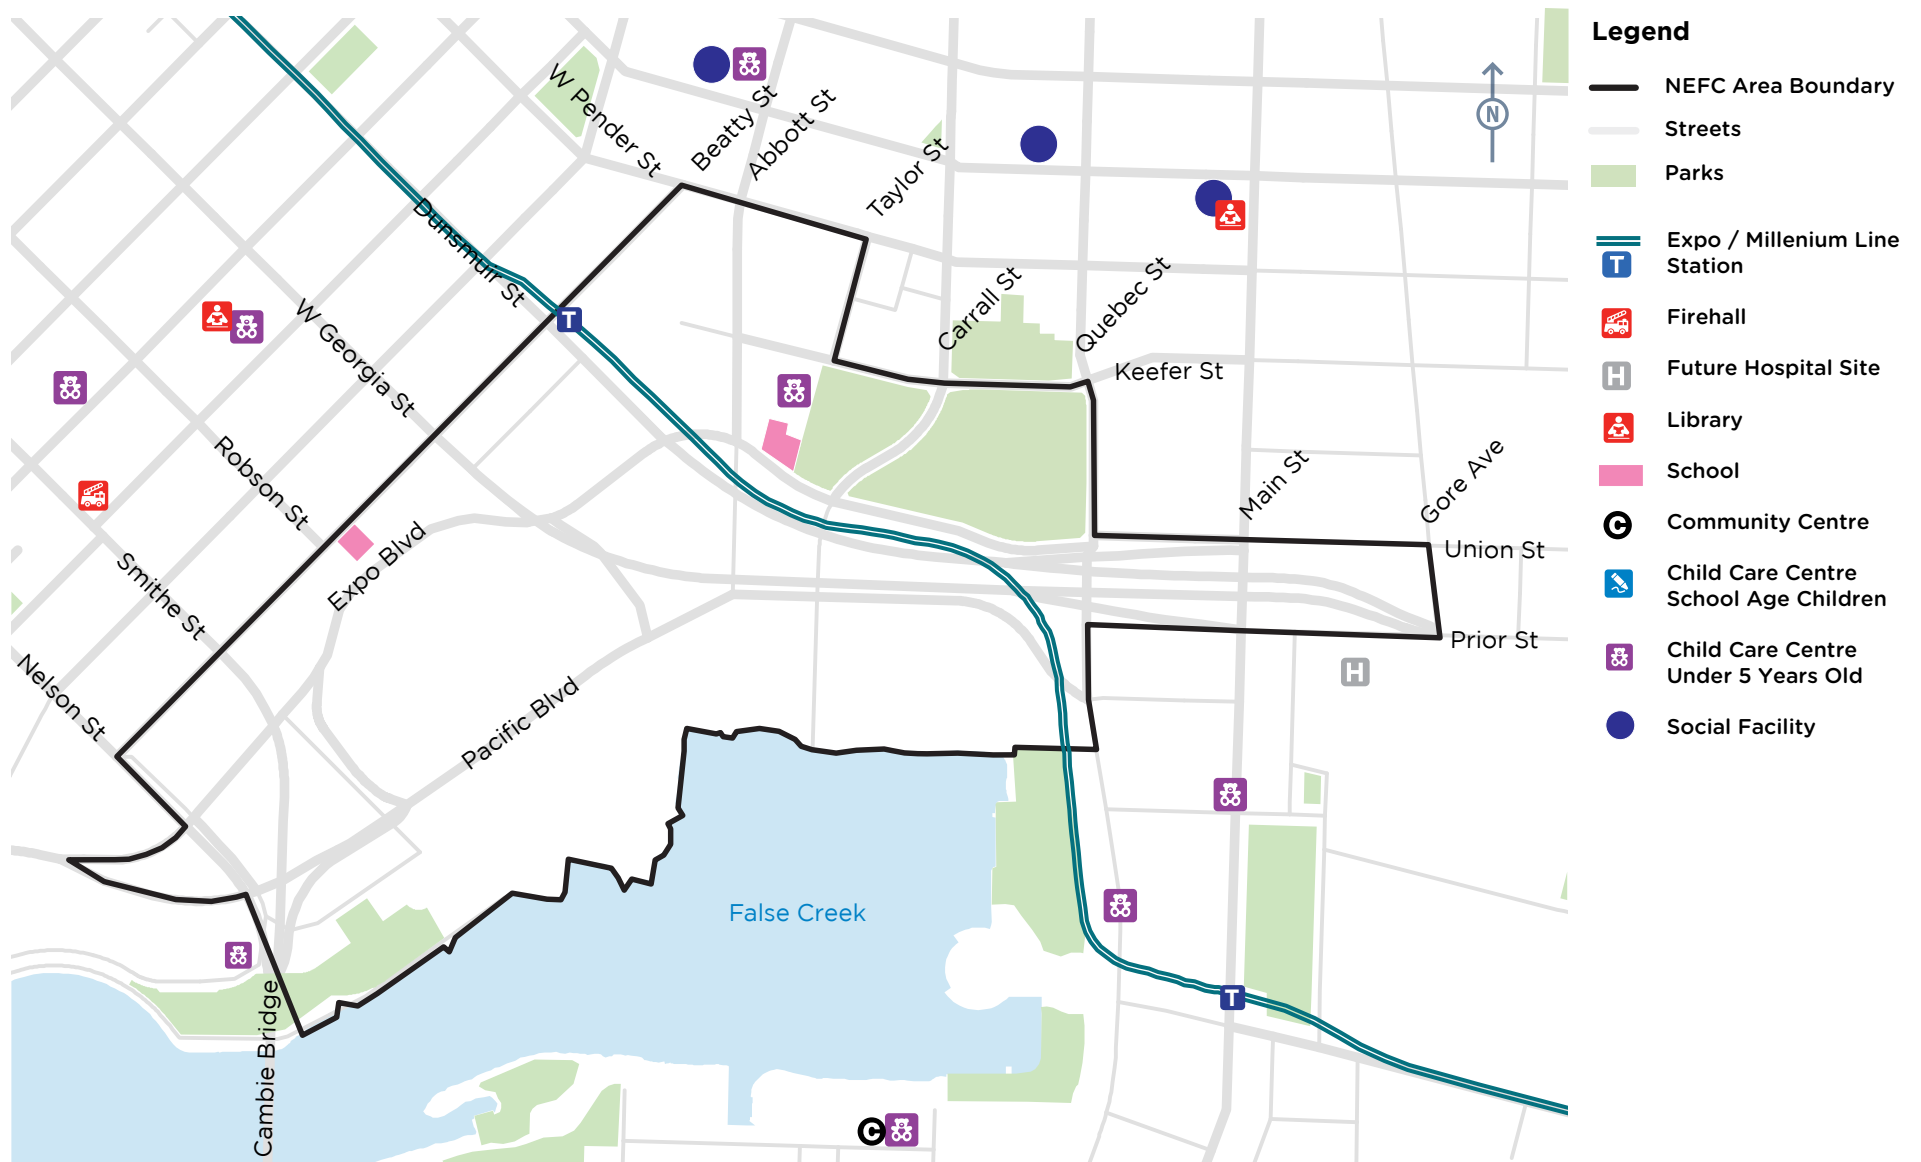 W Pender St
Beatty St
Abbott St
Taylor St
N
Dunsmuir St
T
W Georgia St
Carrall St
Quebec St
Keefer St
Robson St
Expo Blvd
Main St
Gore Ave
Union St
Smithe St
Prior St
H
Nelson St
Pacific Blvd
False Creek
T
Cambie Bridge
C
Legend
NEFC Area Boundary
Streets
Parks
Expo / Millenium Line
T Station
Firehall
H Future Hospital Site
Library
School
C Community Centre
Child Care Centre
School Age Children
Child Care Centre
Under 5 Years Old
Social Facility